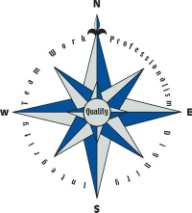 N
Team Work
Professionalism
W
Quality
E
Integrity
Dignity
S